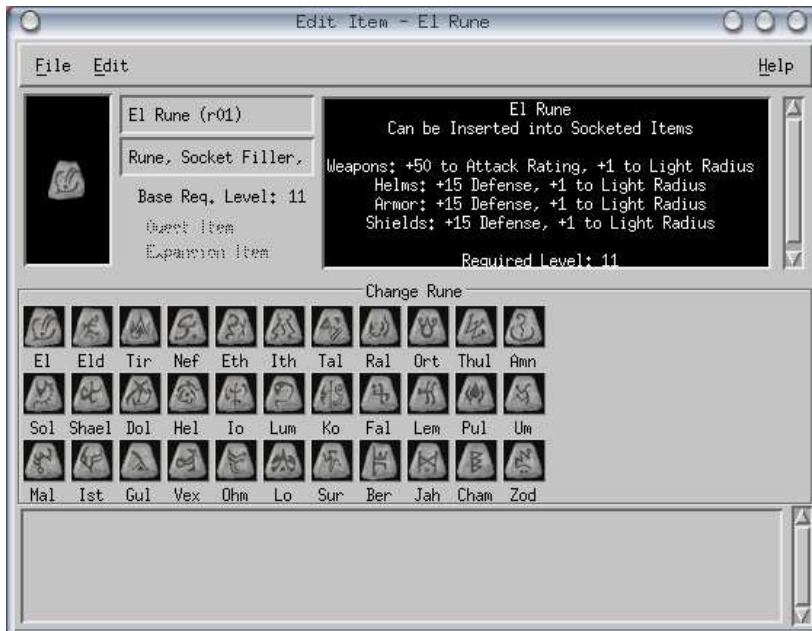 Edit Item - El Rune
File Edit Help
El Rune (r01)
Rune, Socket Filler,
Base Req. Level: 11
Quest Item
Expansion Item
El Rune
Can be Inserted into Socketed Items
Weapons: +50 to Attack Rating, +1 to Light Radius
Helms: +15 Defense, +1 to Light Radius
Armor: +15 Defense, +1 to Light Radius
Shields: +15 Defense, +1 to Light Radius
Required Level: 11
Change Rune
El Eld Tir Nef Eth Ith Tal Ral Ort Thul Amn
Sol Shael Dol Hel Io Lum Ko Fal Lem Pul Um
Mal Ist Gul Vex Ohm Lo Sur Ber Jah Cham Zod